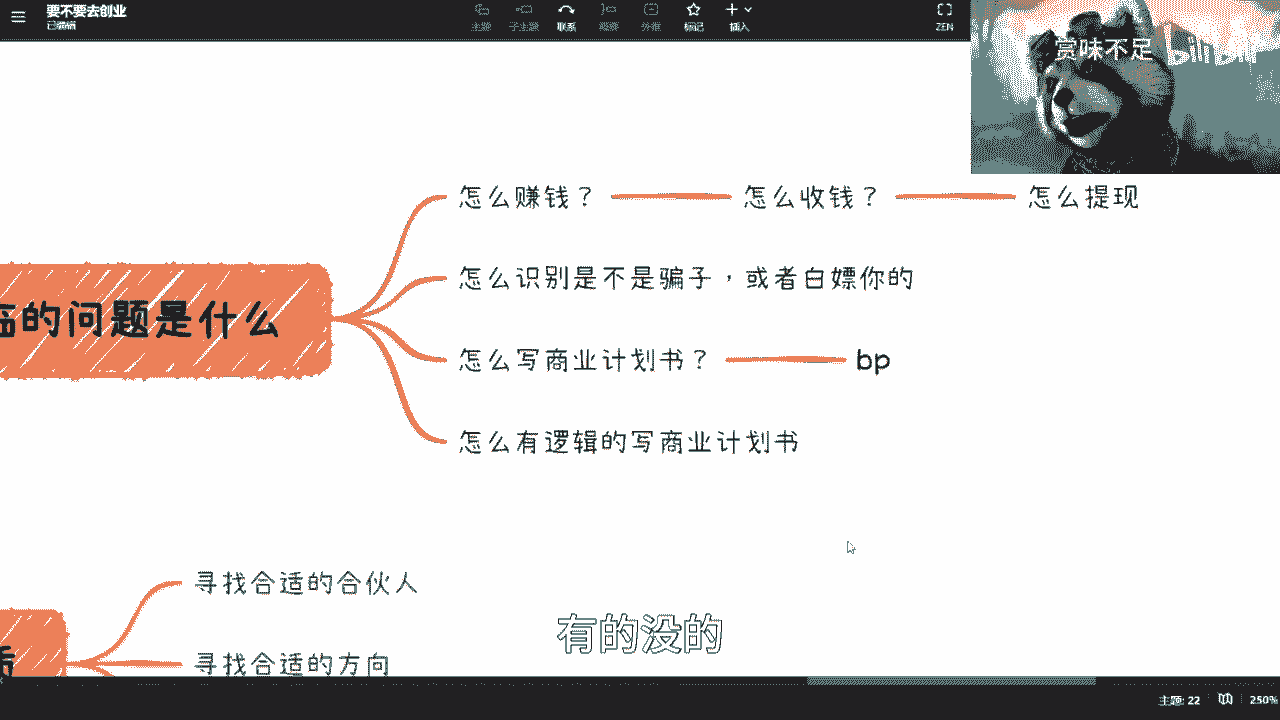 要不要去创业
已编辑
主题 子主题 联系 概要 外框 标记 插入 ZEN
赏味不足 bilibili
怎么赚钱？ 怎么收钱？ 怎么提现
怎么识别是不是骗子，或者白嫖你的
的问题是什么
怎么写商业计划书？ bp
怎么有逻辑的写商业计划书
寻找合适的合伙人
有的没的
寻找合适的方向
主题: 22 250%